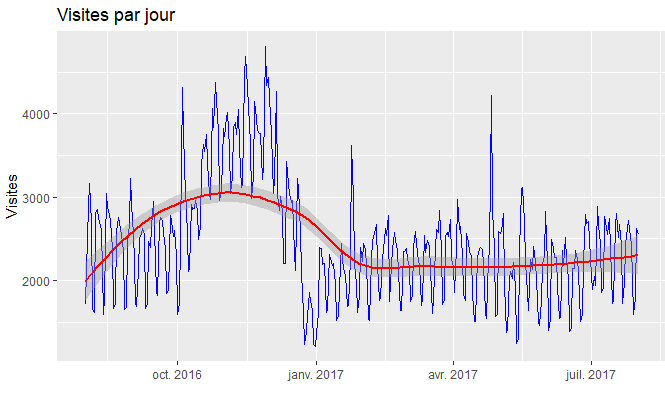 Visites par jour
Visites
4000
3000
2000
oct. 2016
janv. 2017
avr. 2017
juil. 2017